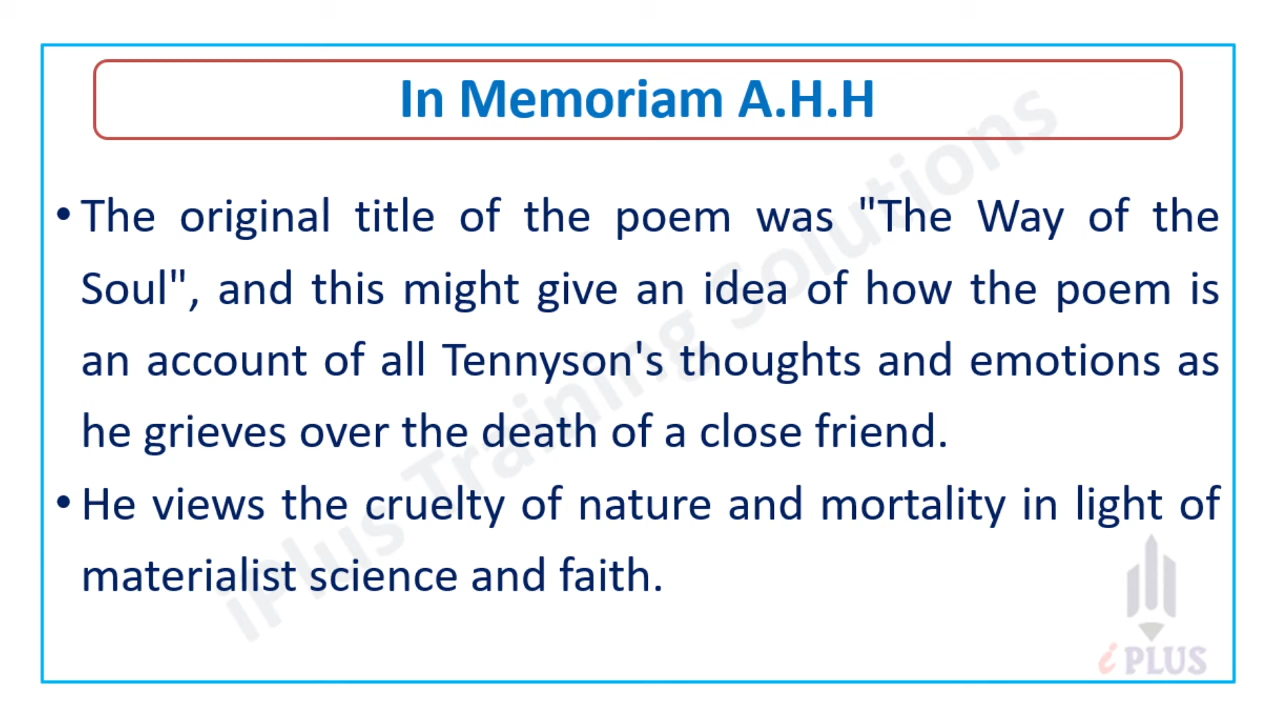 In Memoriam A.H.H
• The original title of the poem was "The Way of the
Soul", and this might give an idea of how the poem is
an account of all Tennyson's thoughts and emotions as
he grieves over the death of a close friend.
• He views the cruelty of nature and mortality in light of
materialist science and faith.
iPlus Training Solutions
i PLUS